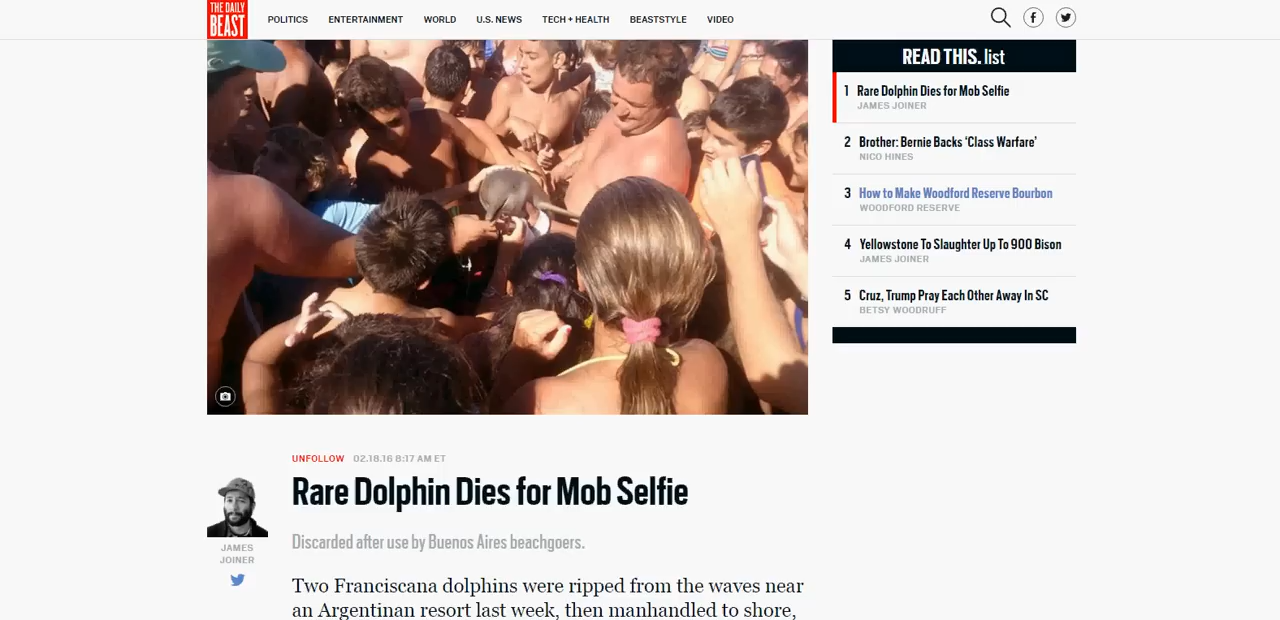 THE DAILY
BEAST
POLITICS
ENTERTAINMENT
WORLD
U.S. NEWS
TECH + HEALTH
BEASTSTYLE
VIDEO
READ THIS. list
1 Rare Dolphin Dies for Mob Selfie
JAMES JOINER
2 Brother: Bernie Backs ‘Class Warfare’
NICO HINES
3 How to Make Woodford Reserve Bourbon
WOODFORD RESERVE
4 Yellowstone To Slaughter Up To 900 Bison
JAMES JOINER
5 Cruz, Trump Pray Each Other Away In SC
BETSY WOODRUFF
UNFOLLOW 02.18.16 8:17 AM ET
Rare Dolphin Dies for Mob Selfie
JAMES
JOINER
Discarded after use by Buenos Aires beachgoers.
Two Franciscana dolphins were ripped from the waves near
an Argentinan resort last week, then manhandled to shore,